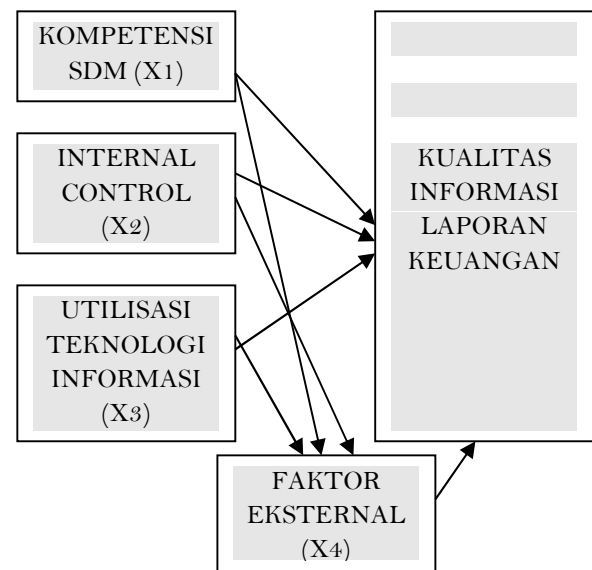 KOMPETENSI
SDM (X1)
INTERNAL
CONTROL
(X2)
UTILISASI
TEKNOLOGI
INFORMASI
(X3)
KUALITAS
INFORMASI
LAPORAN
KEUANGAN
FAKTOR
EKSTERNAL
(X4)